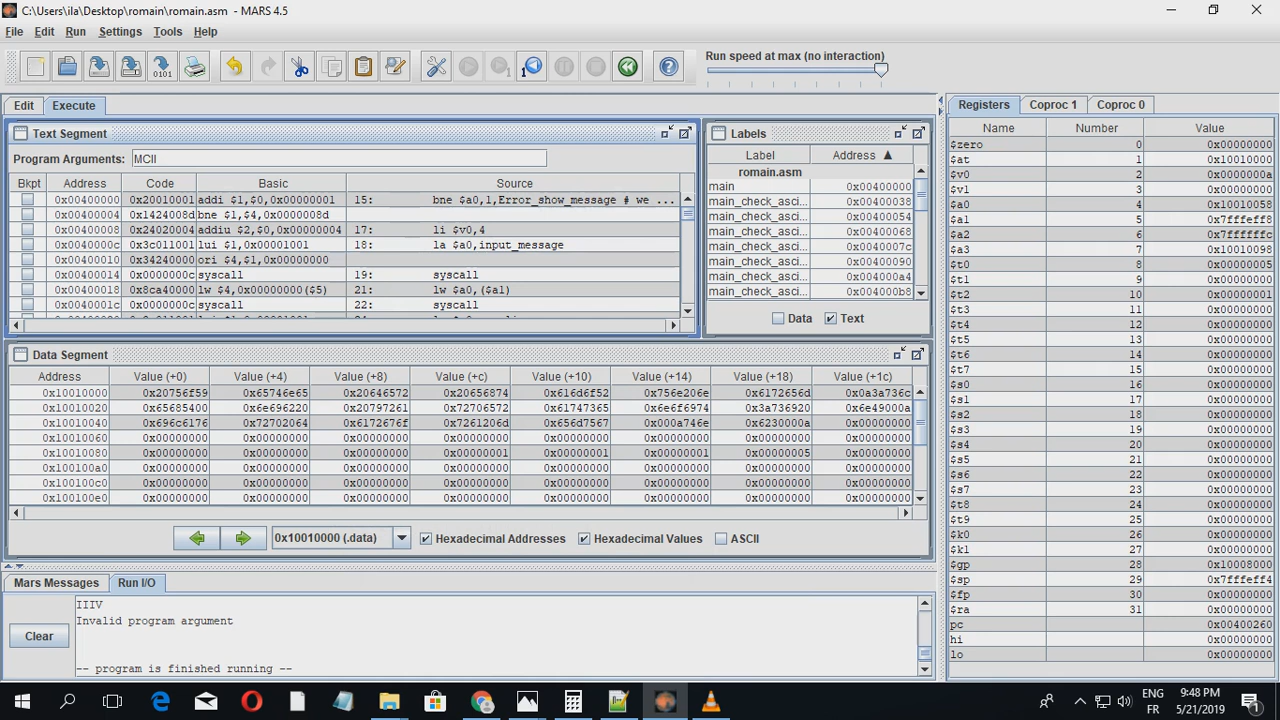 C:\Users\ila\Desktop\romain\romain.asm - MARS 4.5
File Edit Run Settings Tools Help
Run speed at max (no interaction)
Edit Execute
Text Segment
Program Arguments: MCII
Bkpt Address Code Basic Source
0x00400000 0x20010001 addi $1,$0,0x00000001 15: bne $a0,1,Error_show_message # we ...
0x00400004 0x1424008d bne $1,$4,0x0000008d
0x00400008 0x24020004 addiu $2,$0,0x00000004 17: li $v0,4
0x0040000c 0x3c011001 lui $1,0x00001001 18: la $a0,input_message
0x00400010 0x34240000 ori $4,$1,0x00000000
0x00400014 0x0000000c syscall 19: syscall
0x00400018 0x8ca40000 lw $4,0x00000000($5) 21: lw $a0,($a1)
0x0040001c 0x0000000c syscall 22: syscall
Labels
Label Address ▲
romain.asm
main 0x00400000
main_check_asci... 0x00400038
main_check_asci... 0x00400054
main_check_asci... 0x00400068
main_check_asci... 0x0040007c
main_check_asci... 0x00400090
main_check_asci... 0x004000a4
main_check_asci... 0x004000b8
Data Text
Data Segment
Address Value (+0) Value (+4) Value (+8) Value (+c) Value (+10) Value (+14) Value (+18) Value (+1c)
0x10010000 0x20756f59 0x65746e65 0x20646572 0x20656874 0x616d6f52 0x756e206e 0x6172656d 0x0a3a736c
0x10010020 0x65685400 0x6e696220 0x20797261 0x72706572 0x61747365 0x6e6f6974 0x3a736920 0x6e49000a
0x10010040 0x696c6176 0x72702064 0x6172676f 0x7261206d 0x656d7567 0x000a746e 0x6230000a 0x00000000
0x10010060 0x00000000 0x00000000 0x00000000 0x00000000 0x00000000 0x00000000 0x00000000 0x00000000
0x10010080 0x00000000 0x00000000 0x00000000 0x00000001 0x00000001 0x00000001 0x00000005 0x00000000
0x100100a0 0x00000000 0x00000000 0x00000000 0x00000000 0x00000000 0x00000000 0x00000000 0x00000000
0x100100c0 0x00000000 0x00000000 0x00000000 0x00000000 0x00000000 0x00000000 0x00000000 0x00000000
0x100100e0 0x00000000 0x00000000 0x00000000 0x00000000 0x00000000 0x00000000 0x00000000 0x00000000
0x10010000 (.data) Hexadecimal Addresses Hexadecimal Values ASCII
Mars Messages Run I/O
Clear
IIIV
Invalid program argument
-- program is finished running --
Registers Coproc 1 Coproc 0
Name Number Value
$zero 0 0x00000000
$at 1 0x10010000
$v0 2 0x0000000a
$v1 3 0x00000000
$a0 4 0x10010058
$a1 5 0x7fffeff8
$a2 6 0x7ffffffc
$a3 7 0x10010098
$t0 8 0x00000005
$t1 9 0x00000000
$t2 10 0x00000001
$t3 11 0x00000000
$t4 12 0x00000000
$t5 13 0x00000000
$t6 14 0x00000000
$t7 15 0x00000000
$s0 16 0x00000000
$s1 17 0x00000000
$s2 18 0x00000000
$s3 19 0x00000000
$s4 20 0x00000000
$s5 21 0x00000000
$s6 22 0x00000000
$s7 23 0x00000000
$t8 24 0x00000000
$t9 25 0x00000000
$k0 26 0x00000000
$k1 27 0x00000000
$gp 28 0x10008000
$sp 29 0x7fffeff4
$fp 30 0x00000000
$ra 31 0x00000000
pc 0x00400260
hi 0x00000000
lo 0x00000000
ENG
FR
9:48 PM
5/21/2019